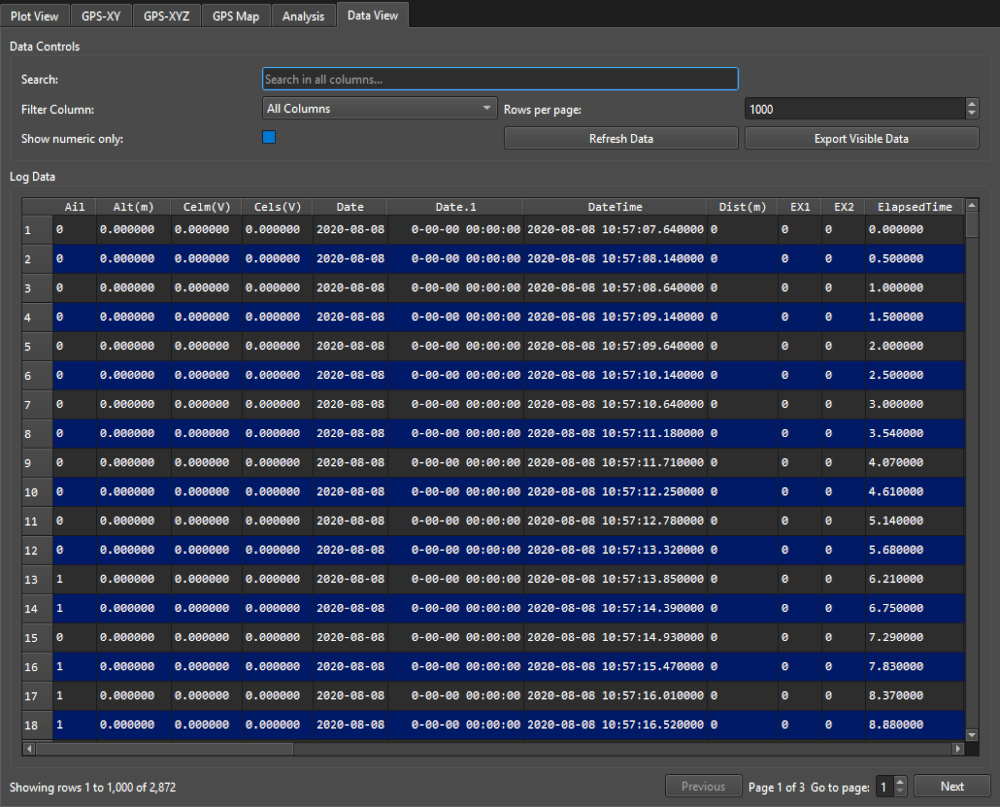 Plot View GPS-XY GPS-XYZ GPS Map Analysis Data View
Data Controls
Search: Search in all columns...
Filter Column: All Columns Rows per page: 1000
Show numeric only: Refresh Data Export Visible Data
Log Data
Ail Alt(m) Celm(V) Cels(V) Date Date.1 DateTime Dist(m) EX1 EX2 ElapsedTime
1 0 0.000000 0.000000 0.000000 2020-08-08 0-00-00 00:00:00 2020-08-08 10:57:07.640000 0 0 0 0.000000
2 0 0.000000 0.000000 0.000000 2020-08-08 0-00-00 00:00:00 2020-08-08 10:57:08.140000 0 0 0 0.500000
3 0 0.000000 0.000000 0.000000 2020-08-08 0-00-00 00:00:00 2020-08-08 10:57:08.640000 0 0 0 1.000000
4 0 0.000000 0.000000 0.000000 2020-08-08 0-00-00 00:00:00 2020-08-08 10:57:09.140000 0 0 0 1.500000
5 0 0.000000 0.000000 0.000000 2020-08-08 0-00-00 00:00:00 2020-08-08 10:57:09.640000 0 0 0 2.000000
6 0 0.000000 0.000000 0.000000 2020-08-08 0-00-00 00:00:00 2020-08-08 10:57:10.140000 0 0 0 2.500000
7 0 0.000000 0.000000 0.000000 2020-08-08 0-00-00 00:00:00 2020-08-08 10:57:10.640000 0 0 0 3.000000
8 0 0.000000 0.000000 0.000000 2020-08-08 0-00-00 00:00:00 2020-08-08 10:57:11.180000 0 0 0 3.540000
9 0 0.000000 0.000000 0.000000 2020-08-08 0-00-00 00:00:00 2020-08-08 10:57:11.710000 0 0 0 4.070000
10 0 0.000000 0.000000 0.000000 2020-08-08 0-00-00 00:00:00 2020-08-08 10:57:12.250000 0 0 0 4.610000
11 0 0.000000 0.000000 0.000000 2020-08-08 0-00-00 00:00:00 2020-08-08 10:57:12.780000 0 0 0 5.140000
12 0 0.000000 0.000000 0.000000 2020-08-08 0-00-00 00:00:00 2020-08-08 10:57:13.320000 0 0 0 5.680000
13 1 0.000000 0.000000 0.000000 2020-08-08 0-00-00 00:00:00 2020-08-08 10:57:13.850000 0 0 0 6.210000
14 1 0.000000 0.000000 0.000000 2020-08-08 0-00-00 00:00:00 2020-08-08 10:57:14.390000 0 0 0 6.750000
15 0 0.000000 0.000000 0.000000 2020-08-08 0-00-00 00:00:00 2020-08-08 10:57:14.930000 0 0 0 7.290000
16 1 0.000000 0.000000 0.000000 2020-08-08 0-00-00 00:00:00 2020-08-08 10:57:15.470000 0 0 0 7.830000
17 1 0.000000 0.000000 0.000000 2020-08-08 0-00-00 00:00:00 2020-08-08 10:57:16.010000 0 0 0 8.370000
18 1 0.000000 0.000000 0.000000 2020-08-08 0-00-00 00:00:00 2020-08-08 10:57:16.520000 0 0 0 8.880000
Showing rows 1 to 1,000 of 2,872 Previous Page 1 of 3 Go to page: 1 Next